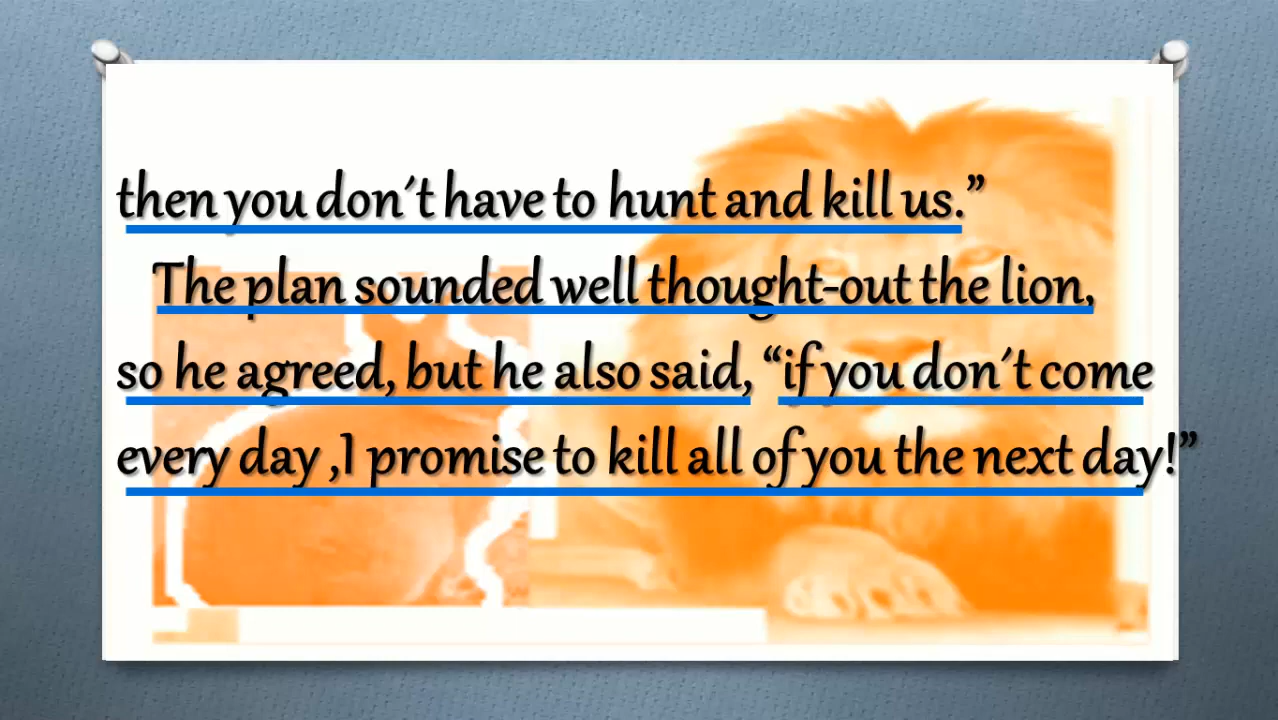 then you don´t have to hunt and kill us.”
The plan sounded well thought-out the lion,
so he agreed, but he also said, “if you don´t come
every day ,I promise to kill all of you the next day!”